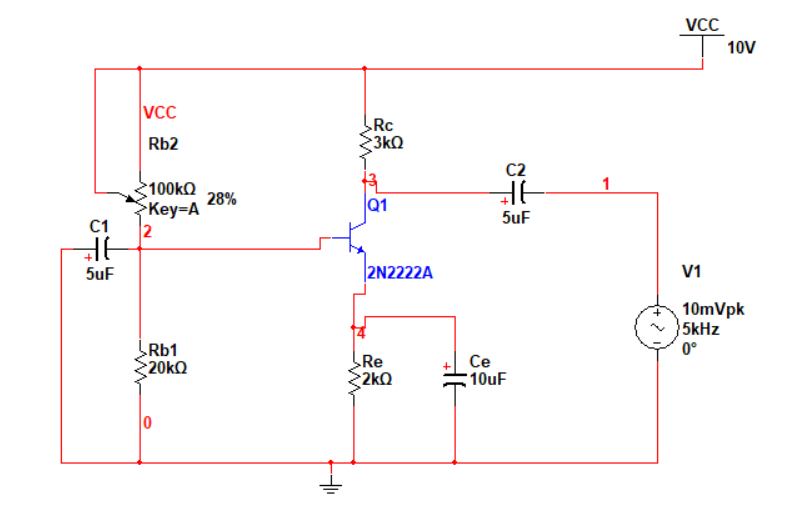 VCC
10V
VCC
Rb2
100kΩ
Key=A
28%
2
C1
+
5uF
Rb1
20kΩ
0
Rc
3kΩ
3
Q1
2N2222A
4
Re
2kΩ
+
Ce
10uF
C2
+
5uF
1
V1
+
10mVpk
5kHz
0°